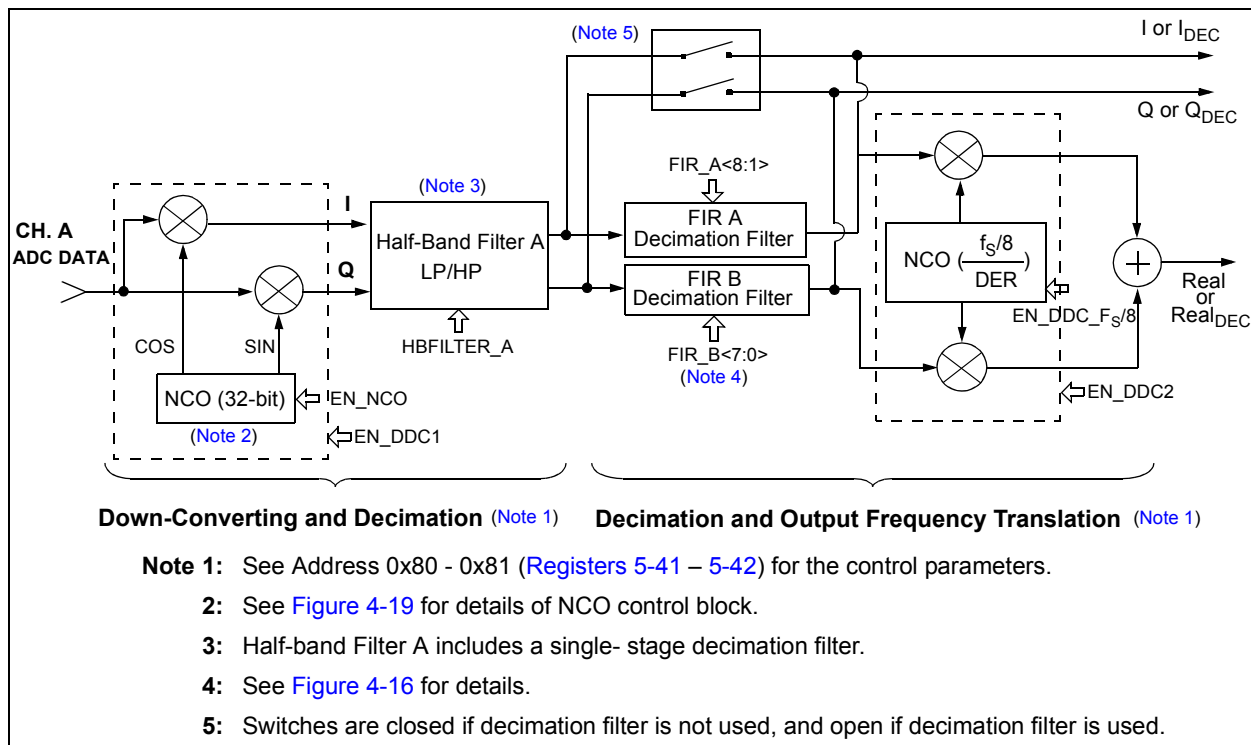 (Note 5)
I or I_DEC
Q or Q_DEC
FIR_A<8:1>
(Note 3)
I
FIR A
Decimation Filter
CH. A
ADC DATA
Half-Band Filter A
LP/HP
NCO (f_S/8 / DER)
Q
FIR B
Decimation Filter
Real
or
Real_DEC
EN_DDC_F_S/8
COS
SIN
HBFILTER_A
FIR_B<7:0>
(Note 4)
NCO (32-bit)
EN_NCO
EN_DDC2
(Note 2)
EN_DDC1
Down-Converting and Decimation (Note 1)
Decimation and Output Frequency Translation (Note 1)
Note 1: See Address 0x80 - 0x81 (Registers 5-41 – 5-42) for the control parameters.
2: See Figure 4-19 for details of NCO control block.
3: Half-band Filter A includes a single- stage decimation filter.
4: See Figure 4-16 for details.
5: Switches are closed if decimation filter is not used, and open if decimation filter is used.